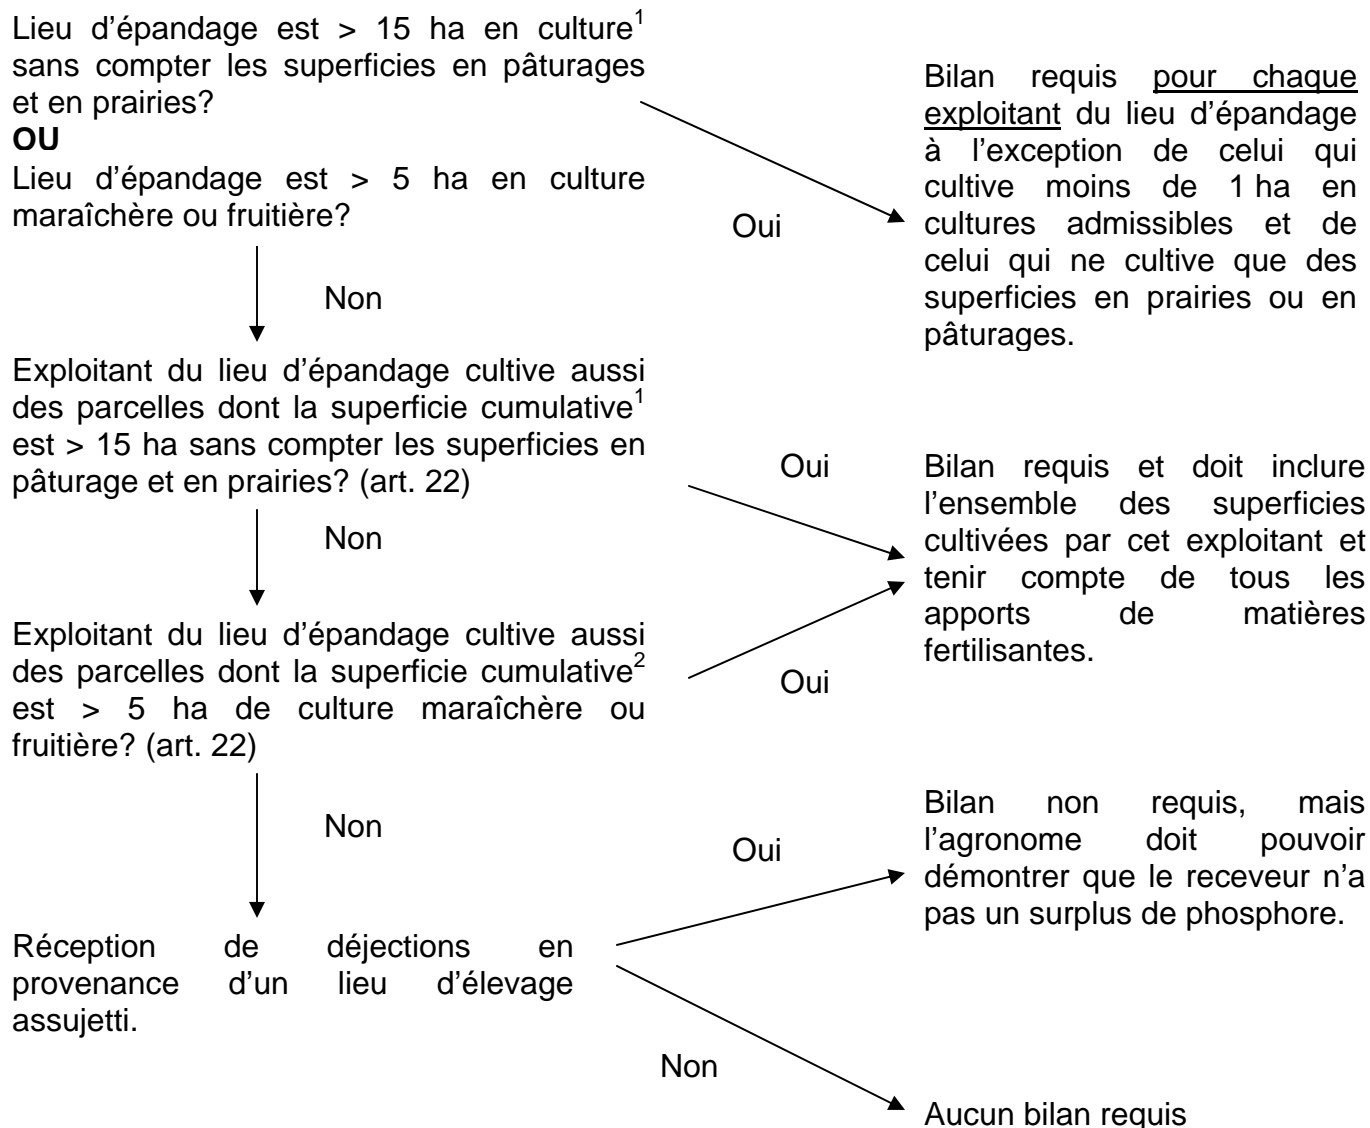 Lieu d’épandage est > 15 ha en culture1
sans compter les superficies en pâturages
et en prairies?
OU
Lieu d’épandage est > 5 ha en culture
maraîchère ou fruitière?
Oui
Bilan requis pour chaque
exploitant du lieu d’épandage
à l’exception de celui qui
cultive moins de 1 ha en
cultures admissibles et de
celui qui ne cultive que des
superficies en prairies ou en
pâturages.
Non
Exploitant du lieu d’épandage cultive aussi
des parcelles dont la superficie cumulative1
est > 15 ha sans compter les superficies en
pâturage et en prairies? (art. 22)
Oui
Bilan requis et doit inclure
l’ensemble des superficies
cultivées par cet exploitant et
tenir compte de tous les
apports de matières
fertilisantes.
Non
Exploitant du lieu d’épandage cultive aussi
des parcelles dont la superficie cumulative2
est > 5 ha de culture maraîchère ou
fruitière? (art. 22)
Oui
Non
Réception de déjections en
provenance d’un lieu d’élevage
assujetti.
Oui
Bilan non requis, mais
l’agronome doit pouvoir
démontrer que le receveur n’a
pas un surplus de phosphore.
Non
Aucun bilan requis